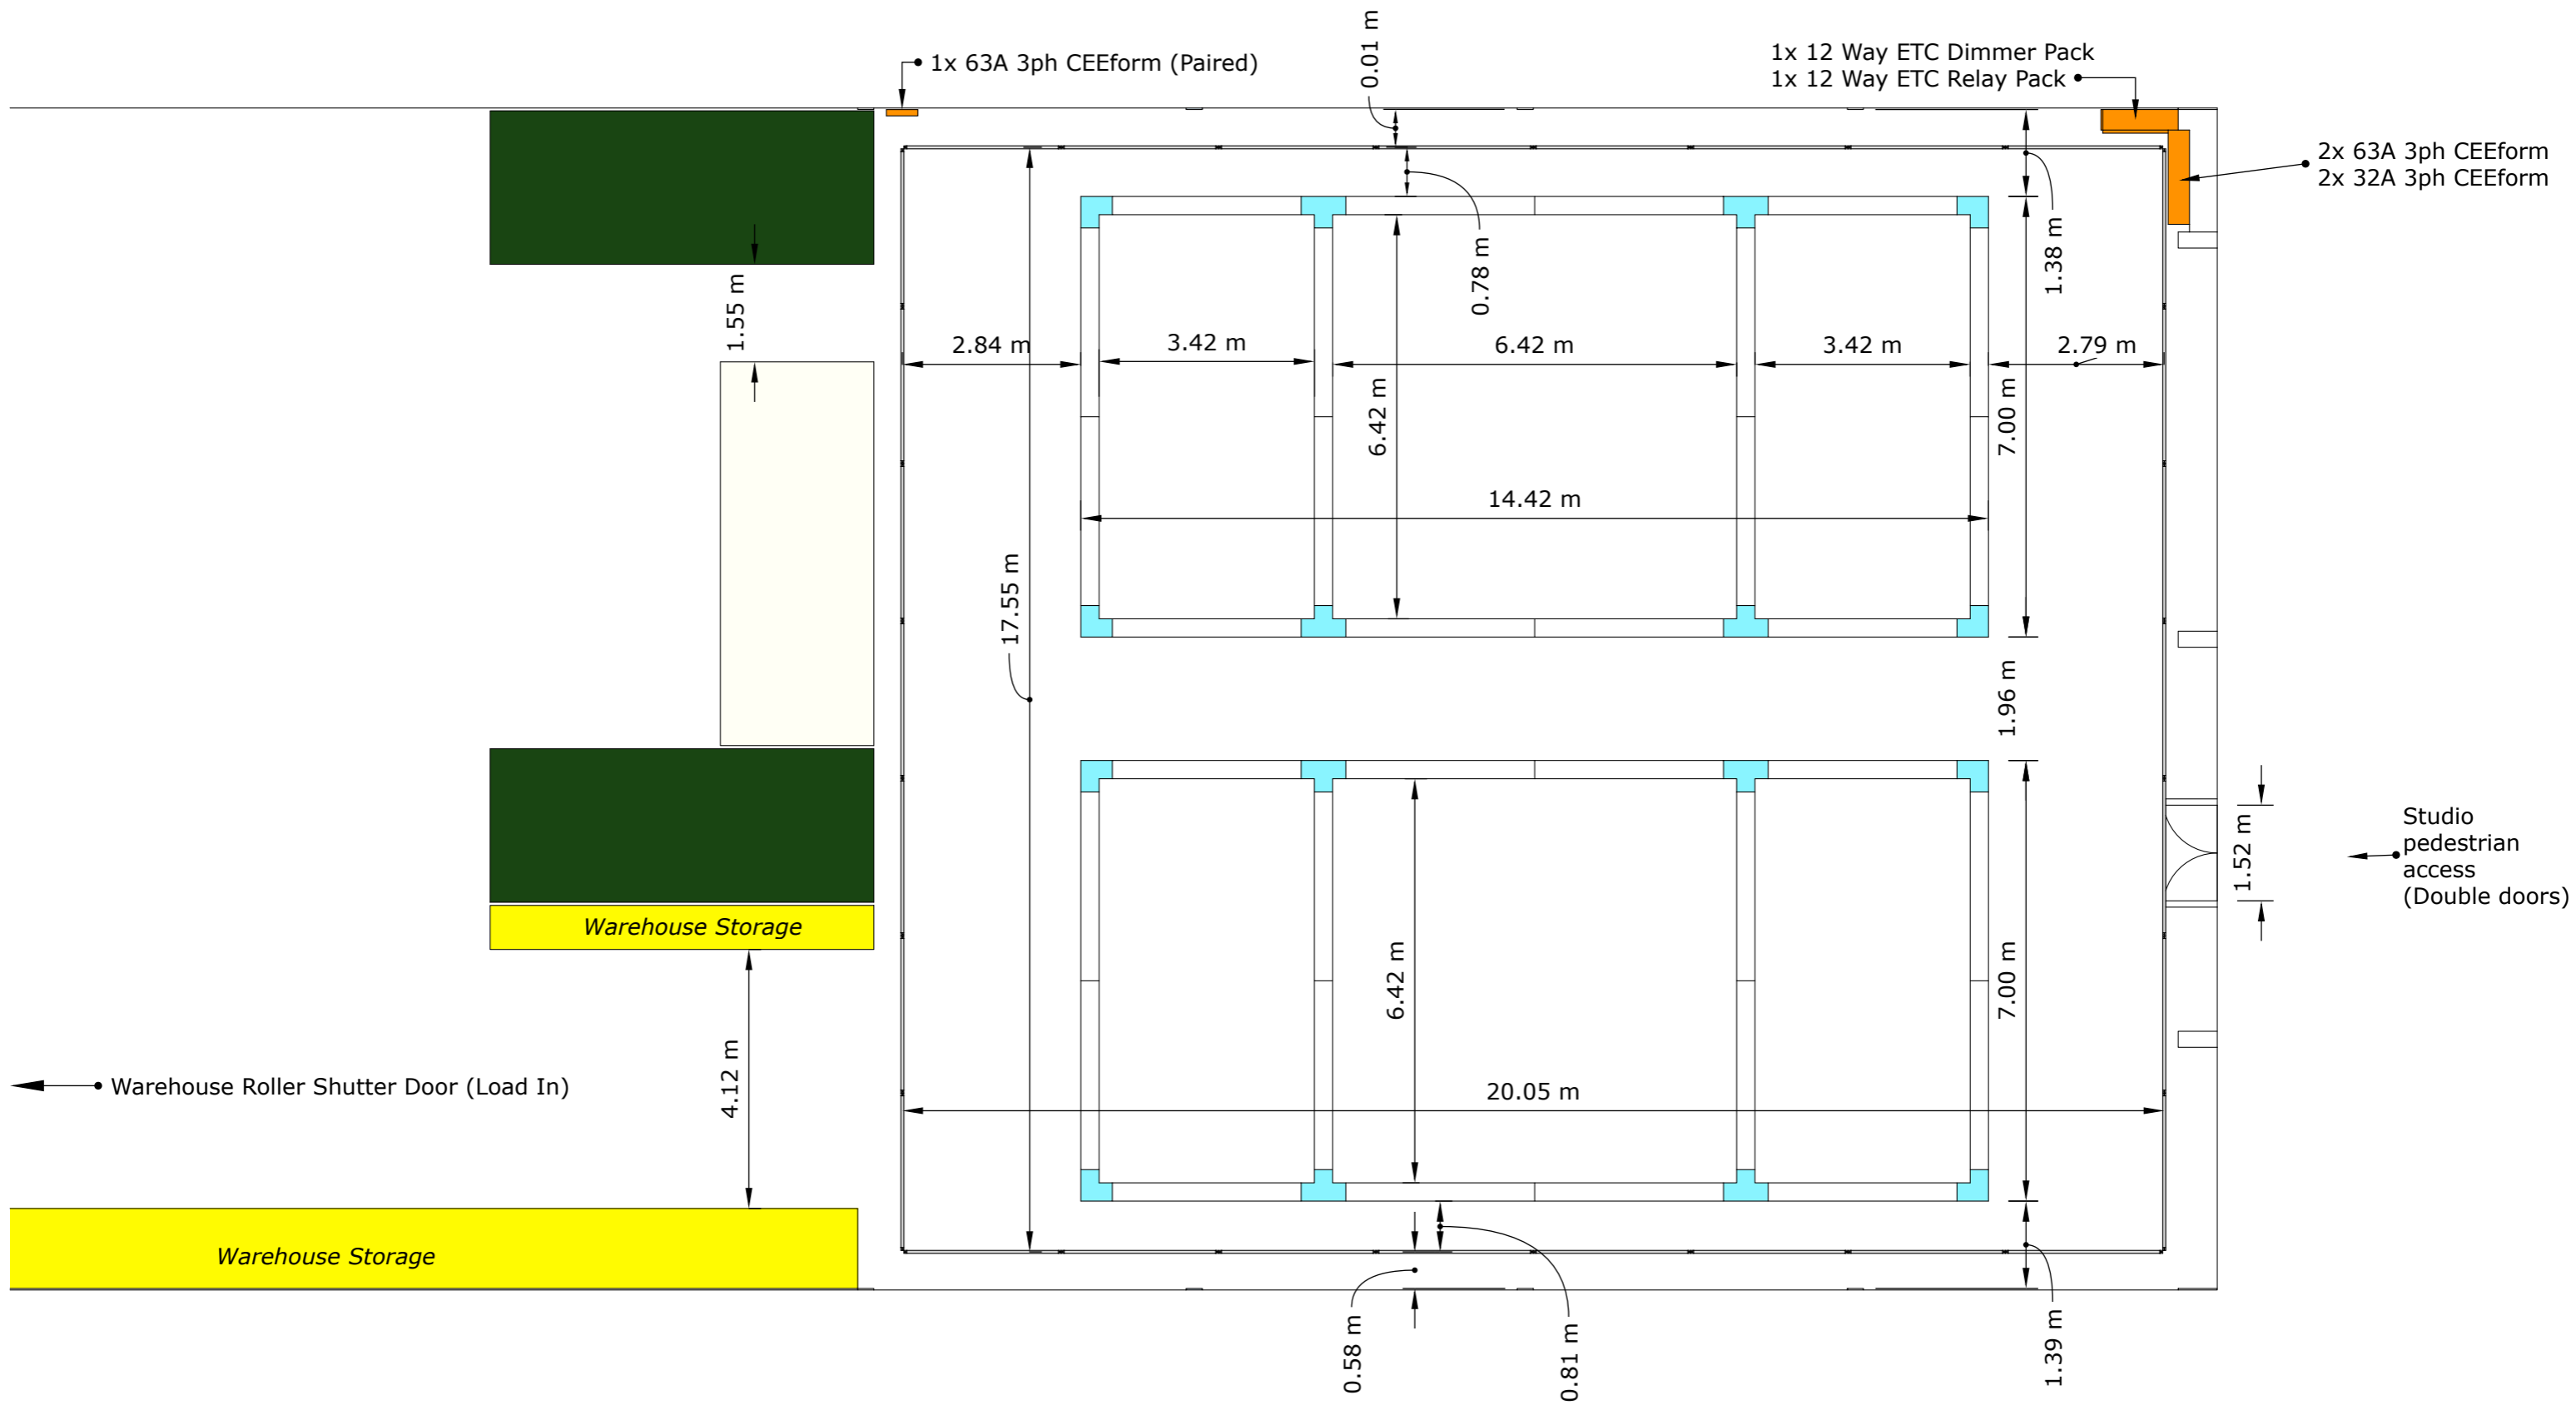 0.01 m
1x 63A 3ph CEEform (Paired)
1x 12 Way ETC Dimmer Pack
1x 12 Way ETC Relay Pack
2x 63A 3ph CEEform
2x 32A 3ph CEEform
1.38 m
0.78 m
1.55 m
2.84 m
3.42 m
6.42 m
3.42 m
2.79 m
6.42 m
7.00 m
14.42 m
17.55 m
1.96 m
Studio
pedestrian
access
(Double doors)
1.52 m
Warehouse Storage
6.42 m
7.00 m
4.12 m
Warehouse Roller Shutter Door (Load In)
20.05 m
Warehouse Storage
0.58 m
0.81 m
1.39 m